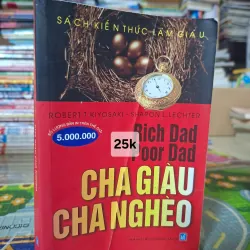 SÁCH KIẾN THỨC LÀM GIÀU
ROBERT T. KIYOSAKI - SHARON L. LECHTER
5.000.000
Rich Dad
25k
Poor Dad
CHA GIÀU
CHA NGHÈO